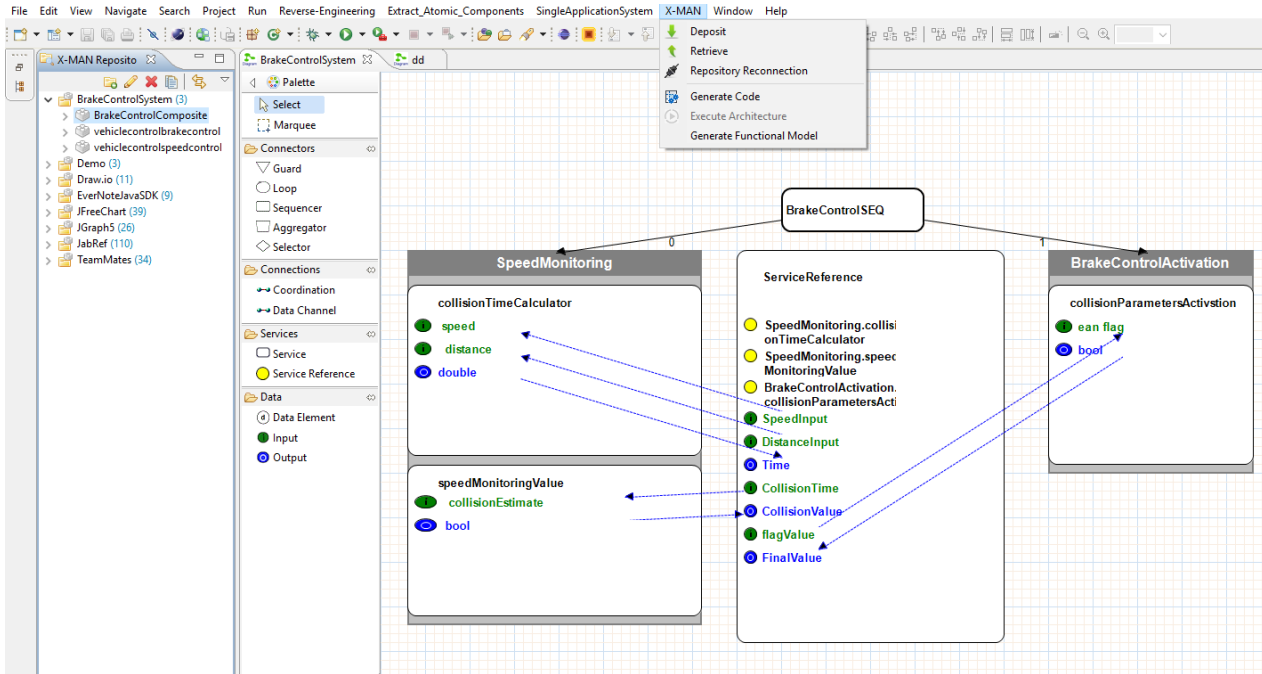 File Edit View Navigate Search Project Run Reverse-Engineering Extract_Atomic_Components SingleApplicationSystem X-MAN Window Help
X-MAN Reposito
BrakeControlSystem
dd
Deposit
Retrieve
Repository Reconnection
Generate Code
Execute Architecture
Generate Functional Model
BrakeControlSystem (3)
BrakeControlComposite
vehiclecontrolbrakecontrol
vehiclecontrolspeedcontrol
Demo (3)
Draw.io (11)
EverNoteJavaSDK (9)
JFreeChart (39)
JGraph5 (26)
JabRef (110)
TeamMates (34)
Palette
Select
Marquee
Connectors
Guard
Loop
Sequencer
Aggregator
Selector
Connections
Coordination
Data Channel
Services
Service
Service Reference
Data
Data Element
Input
Output
BrakeControlSEQ
0
1
SpeedMonitoring
collisionTimeCalculator
speed
distance
double
speedMonitoringValue
collisionEstimate
bool
ServiceReference
SpeedMonitoring.collisi
onTimeCalculator
SpeedMonitoring.speed
MonitoringValue
BrakeControlActivation.
collisionParametersActi
SpeedInput
DistanceInput
Time
CollisionTime
CollisionValue
flagValue
FinalValue
BrakeControlActivation
collisionParametersActivstion
ean flag
bool